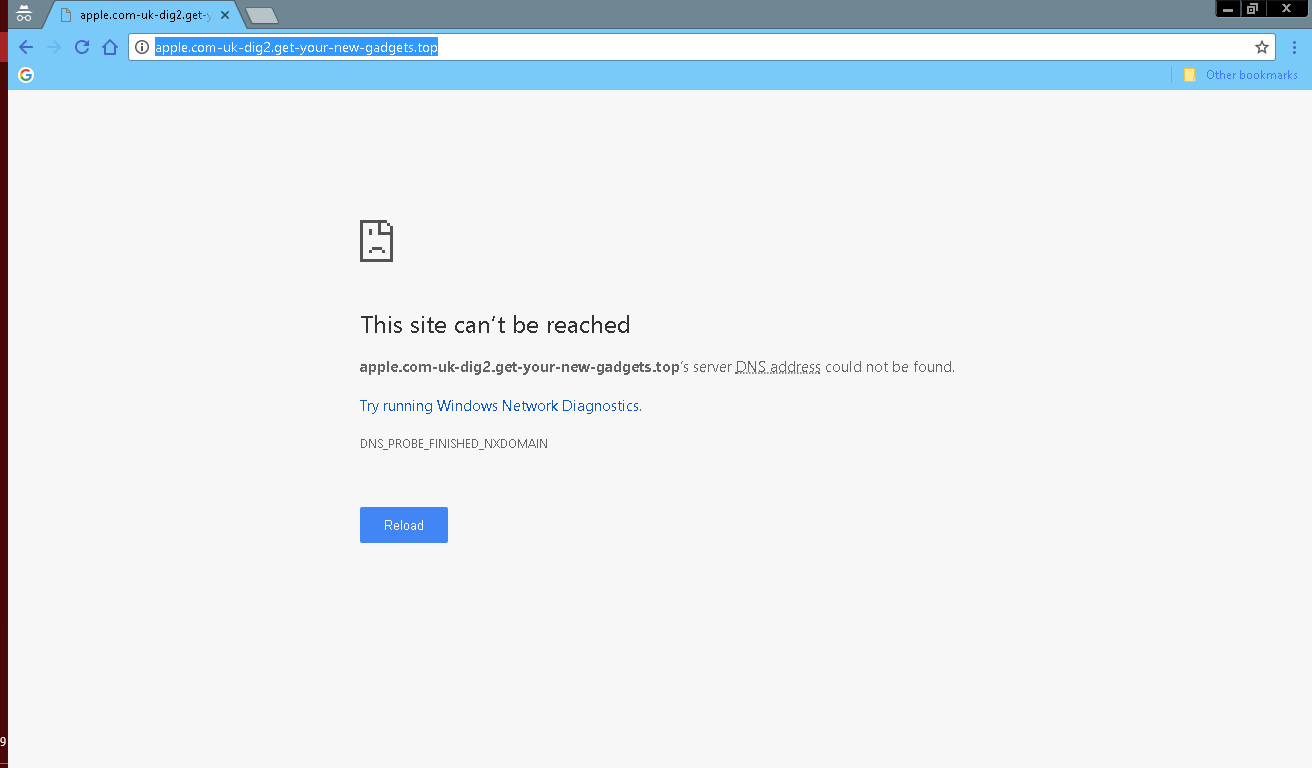 apple.com-uk-dig2.get-y
apple.com-uk-dig2.get-your-new-gadgets.top
Other bookmarks
This site can't be reached
apple.com-uk-dig2.get-your-new-gadgets.top's server DNS address could not be found.
Try running Windows Network Diagnostics.
DNS_PROBE_FINISHED_NXDOMAIN
Reload
9